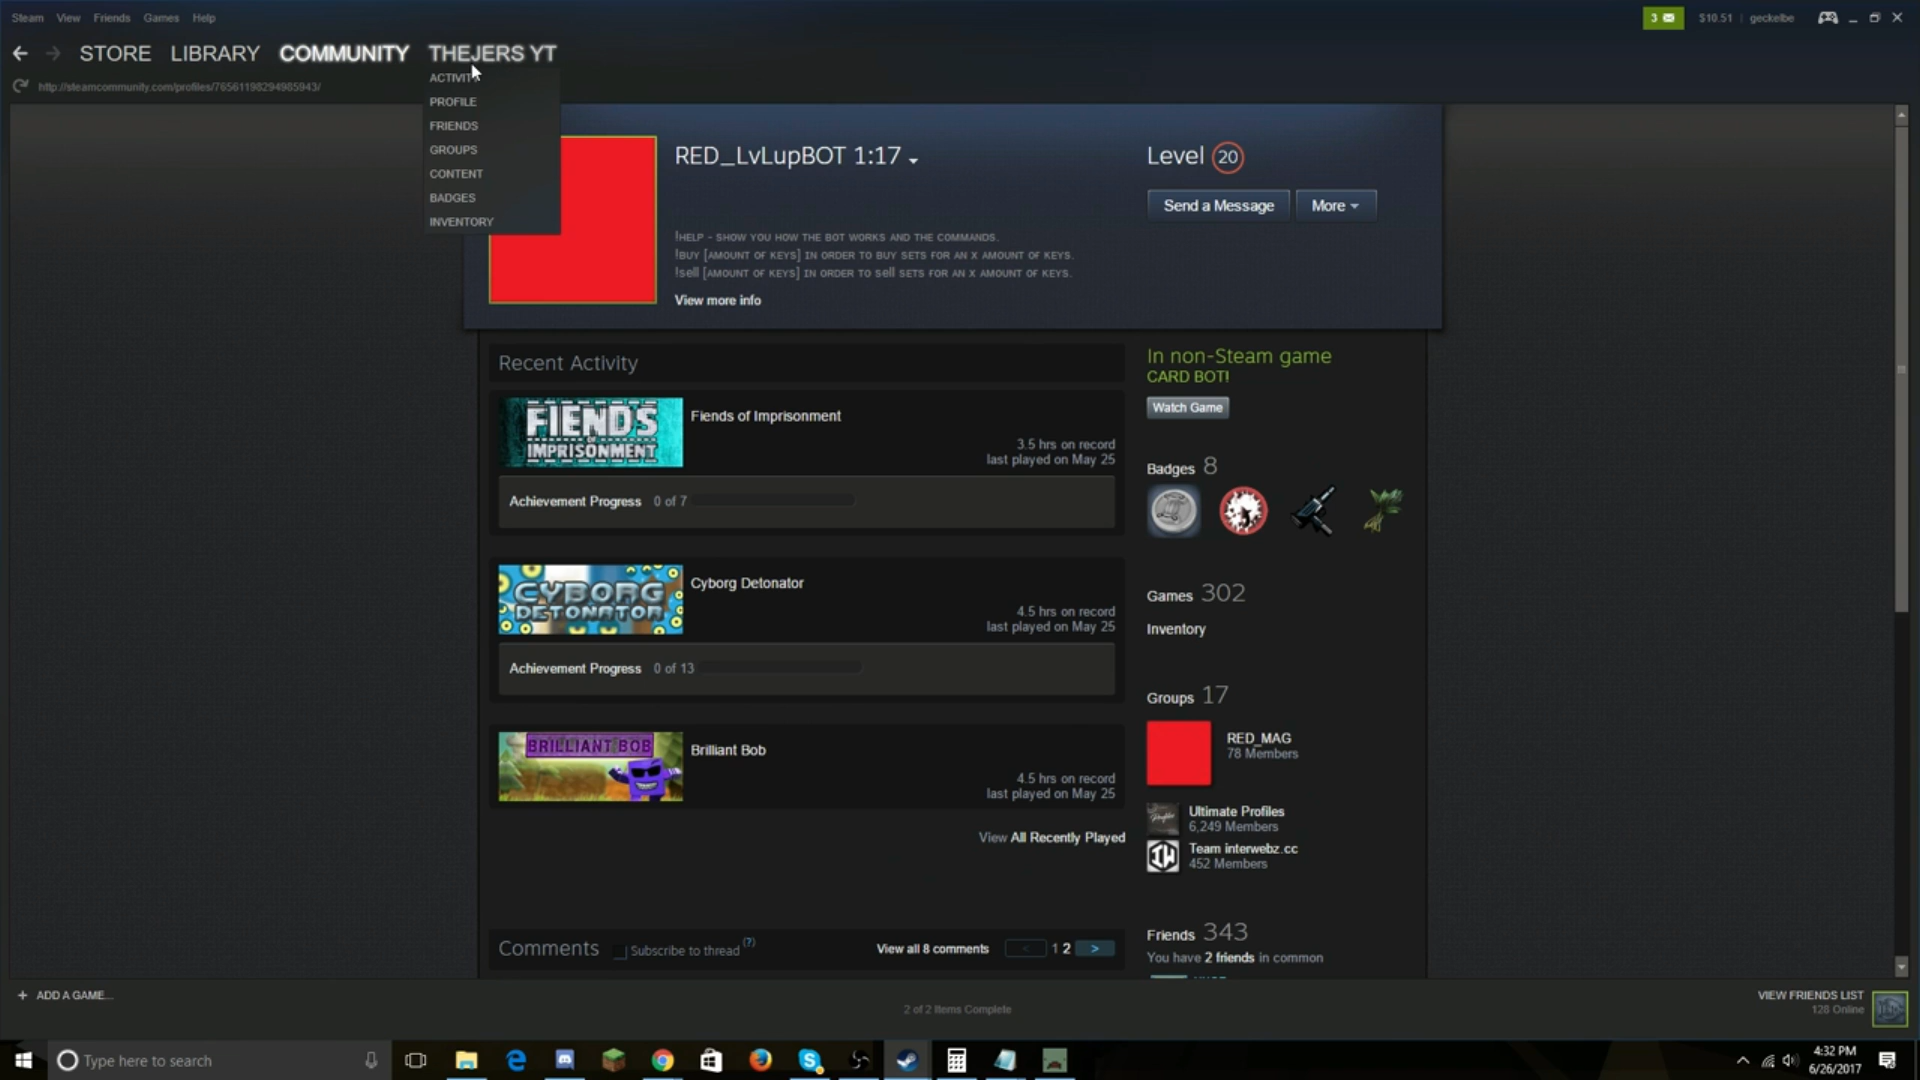 Steam View Friends Games Help
3
$10.51 | geckelbe
STORE LIBRARY COMMUNITY THEJERS YT
http://steamcommunity.com/profiles/76561198294985943/
ACTIVITY
PROFILE
FRIENDS
GROUPS
CONTENT
BADGES
INVENTORY
RED_LvLupBOT 1:17
Level 20
Send a Message
More
!HELP - SHOW YOU HOW THE BOT WORKS AND THE COMMANDS.
!BUY [AMOUNT OF KEYS] IN ORDER TO BUY SETS FOR AN X AMOUNT OF KEYS.
!sell [AMOUNT OF KEYS] IN ORDER TO sell SETS FOR AN X AMOUNT OF KEYS.
View more info
Recent Activity
FIENDS
OF
IMPRISONMENT
Fiends of Imprisonment
3.5 hrs on record
last played on May 25
Achievement Progress 0 of 7
CYBORG
DETONATOR
Cyborg Detonator
4.5 hrs on record
last played on May 25
Achievement Progress 0 of 13
BRILLIANT BOB
Brilliant Bob
4.5 hrs on record
last played on May 25
View All Recently Played
Comments
Subscribe to thread (?)
View all 8 comments
< 1 2 >
In non-Steam game
CARD BOT!
Watch Game
Badges 8
Games 302
Inventory
Groups 17
RED_MAG
78 Members
Ultimate Profiles
6,249 Members
Team interwebz.cc
452 Members
Friends 343
You have 2 friends in common
+ ADD A GAME...
2 of 2 Items Complete
VIEW FRIENDS LIST
128 Online
Type here to search
4:32 PM
6/26/2017